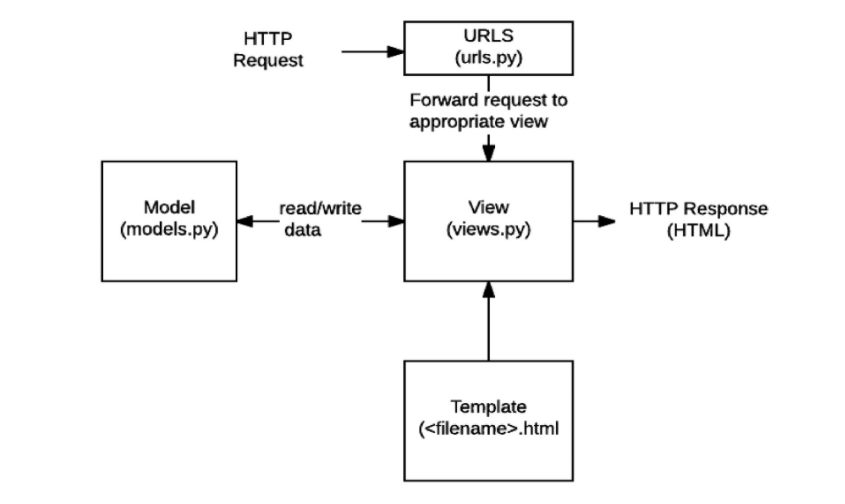 HTTP
Request
URLS
(urls.py)
Forward request to
appropriate view
Model
(models.py)
read/write
data
View
(views.py)
HTTP Response
(HTML)
Template
(<filename>.html